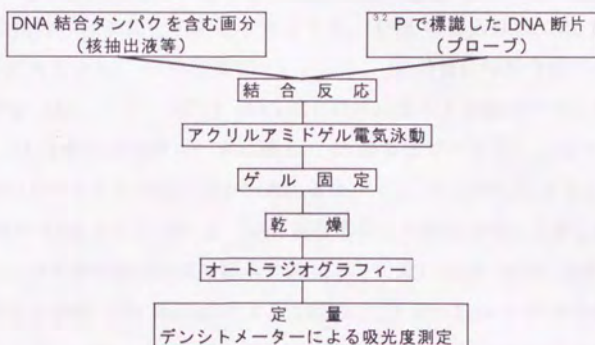 DNA 結合タンパクを含む画分
（核抽出液等）
³²P で標識した DNA 断片
（プローブ）
結 合 反 応
アクリルアミドゲル電気泳動
ゲ ル 固 定
乾 燥
オートラジオグラフィー
定 量
デンシトメーターによる吸光度測定